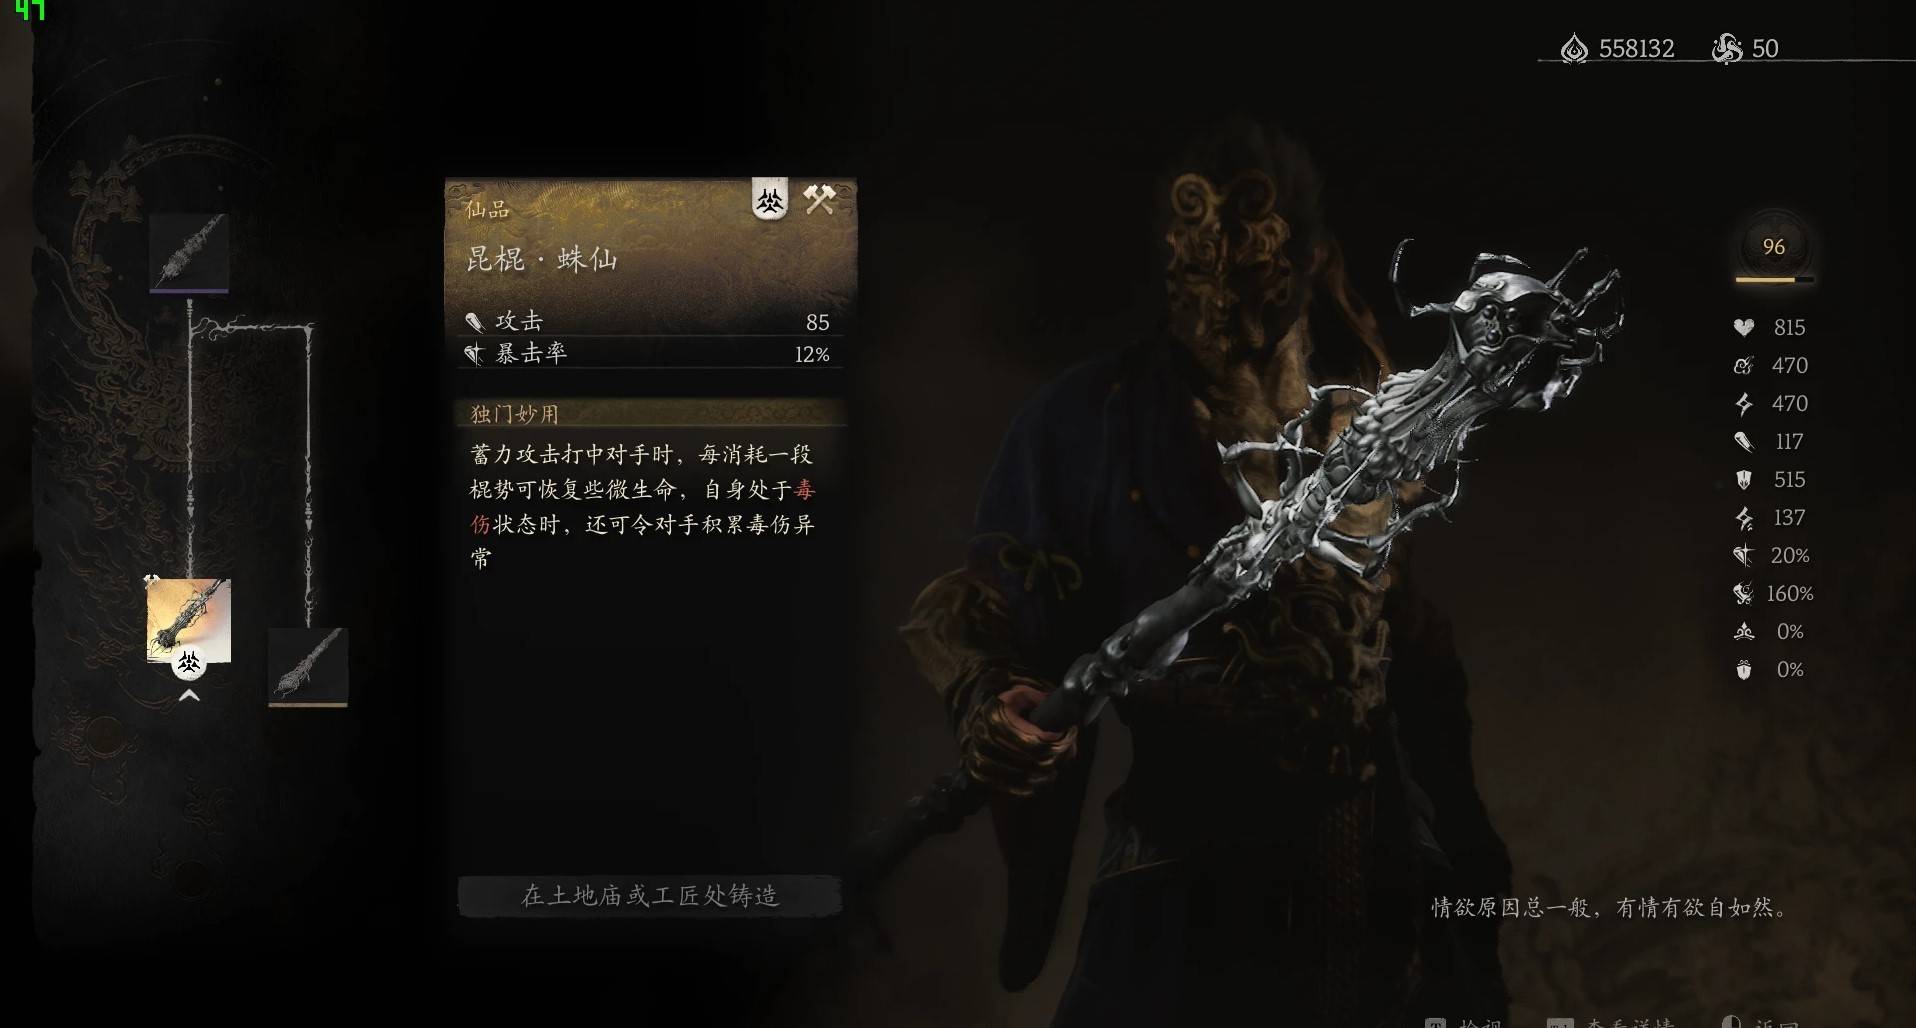 47
558132
50
仙品
昆棍·蛛仙
攻击 85
暴击率 12%
独门妙用
蓄力攻击打中对手时，每消耗一段
棍势可恢复些微生命，自身处于毒
伤状态时，还可令对手积累毒伤异
常
在土地庙或工匠处铸造
96
815
470
470
117
515
137
20%
160%
0%
0%
情欲原因总一般，有情有欲自如然。